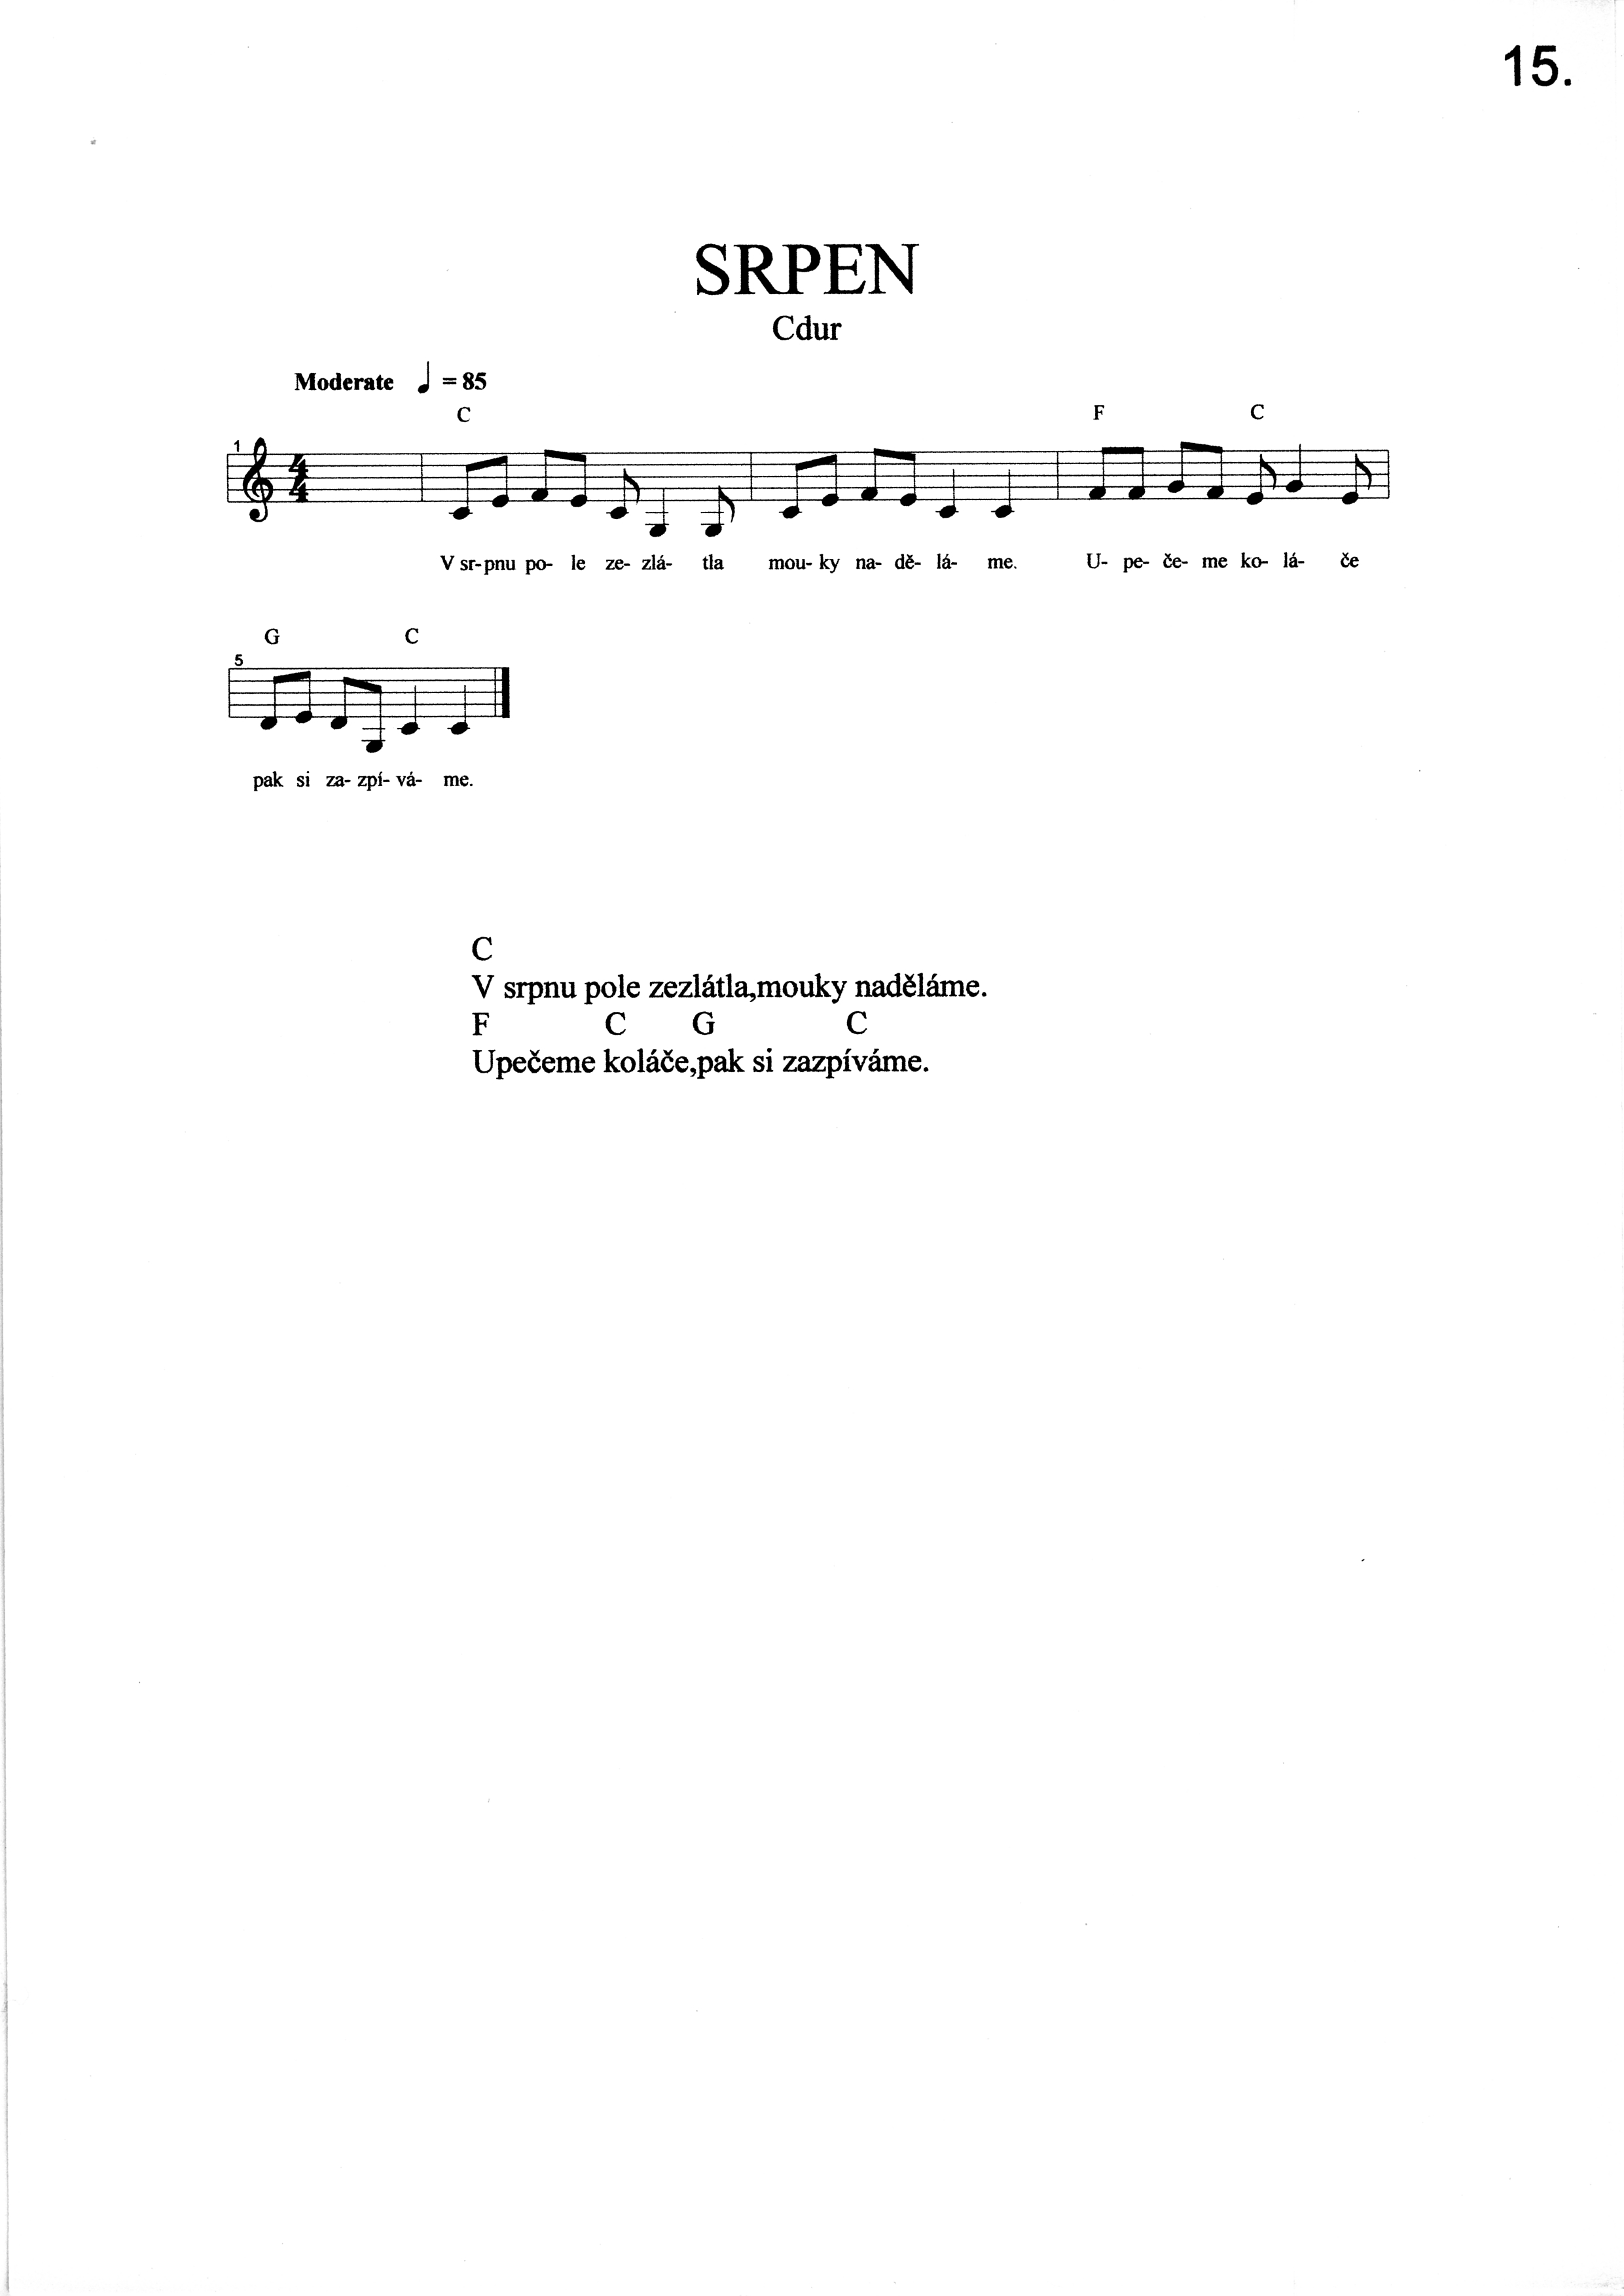 15.
SRPEN
Cdur
Moderate ♩ = 85
C F C
1
4
4
V sr-pnu po- le ze- zlá- tla mou- ky na- dě- lá- me. U- pe- če- me ko- lá- če
G C
5
pak si za- zpí- vá- me.
C
V srpnu pole zezlátla,mouky naděláme.
F C G C
Upečeme koláče,pak si zazpíváme.